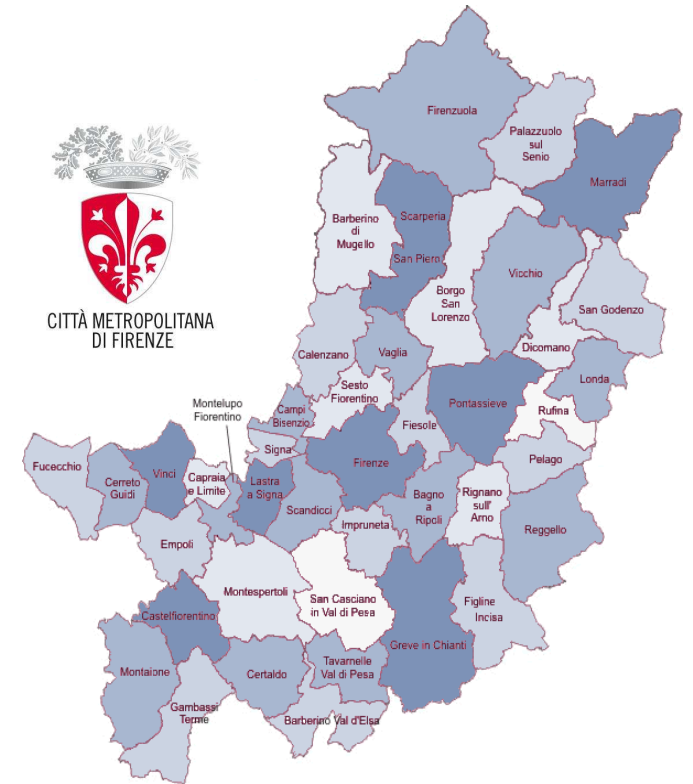 Firenzuola
Palazzuolo
sul
Senio
Marradi
Barberino
di
Mugello
Scarperia
San Piero
Borgo
San
Lorenzo
Vicchio
San Godenzo
CITTÀ METROPOLITANA
DI FIRENZE
Dicomano
Calenzano
Vaglia
Londa
Sesto
Fiorentino
Pontassieve
Rufina
Montelupo
Fiorentino
Campi
Bisenzio
Fiesole
Signa
Pelago
Firenze
Fucecchio
Cerreto
Guidi
Vinci
Capraia
e Limite
Lastra
a Signa
Scandicci
Bagno
a
Ripoli
Rignano
sull'
Arno
Reggello
Impruneta
Empoli
Montespertoli
San Casciano
in Val di Pesa
Figline
Incisa
Castelfiorentino
Greve in Chianti
Montaione
Certaldo
Tavarnelle
Val di Pesa
Gambassi
Terme
Barberino Val d'Elsa